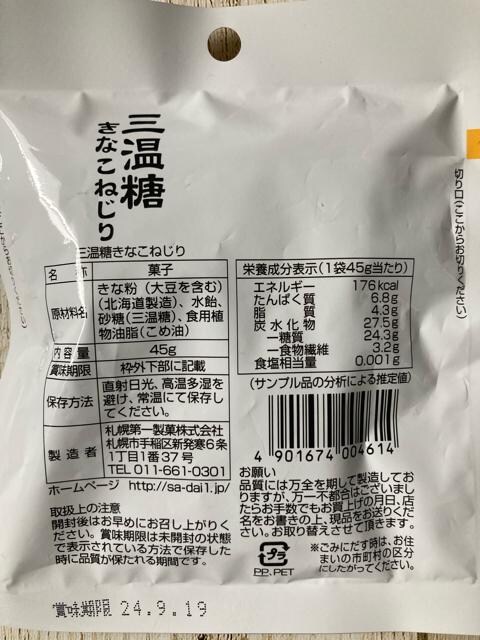 三温糖
きなこねじり
切り口(ここからお切りください)
三温糖きなこねじり
名称 菓子
原材料名 きな粉(大豆を含む)
(北海道製造)、水飴、
砂糖(三温糖)、食用植
物油脂(こめ油)
内容量 45g
賞味期限 枠外下部に記載
保存方法 直射日光、高温多湿を
避け、常温にて保存し
てください。
製造者 札幌第一製菓株式会社
札幌市手稲区新発寒6条
1丁目1番37号
TEL 011-661-0301
ホームページ http://sa-dai1.jp/
取扱上の注意
開封後はお早めにお召し上がりく
ださい。賞味期限は未開封の状態
で表示されている方法で保存した
時に品質が保たれる期間です。
栄養成分表示(1袋45g当たり)
エネルギー 176kcal
たんぱく質 6.8g
脂質 4.3g
炭水化物 27.5g
-糖質 24.3g
-食物繊維 3.2g
食塩相当量 0.001g
(サンプル品の分析による推定値)
4 901674 004614
お願い
品質には万全を期して製造してお
りますが、万一不都合はございまし
たらお手数でもお買上げの月日、店
名をお書きの上、現品をお送りくだ
さい。お取り替えさせて頂きます。
プラ
PP,PET
※ごみにだす時は、お住
まいの市町村の区分
にしたがってください。
賞味期限 24.9.19